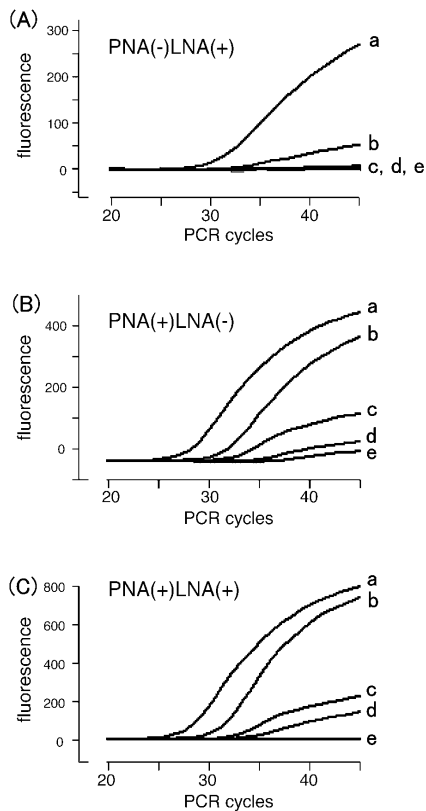 (A)
PNA(-)LNA(+)
fluorescence
300
200
100
0
a
b
c, d, e
20 30 40
PCR cycles
(B)
PNA(+)LNA(-)
fluorescence
400
200
0
a
b
c
d
e
20 30 40
PCR cycles
(C)
PNA(+)LNA(+)
fluorescence
800
600
400
200
0
a
b
c
d
e
20 30 40
PCR cycles